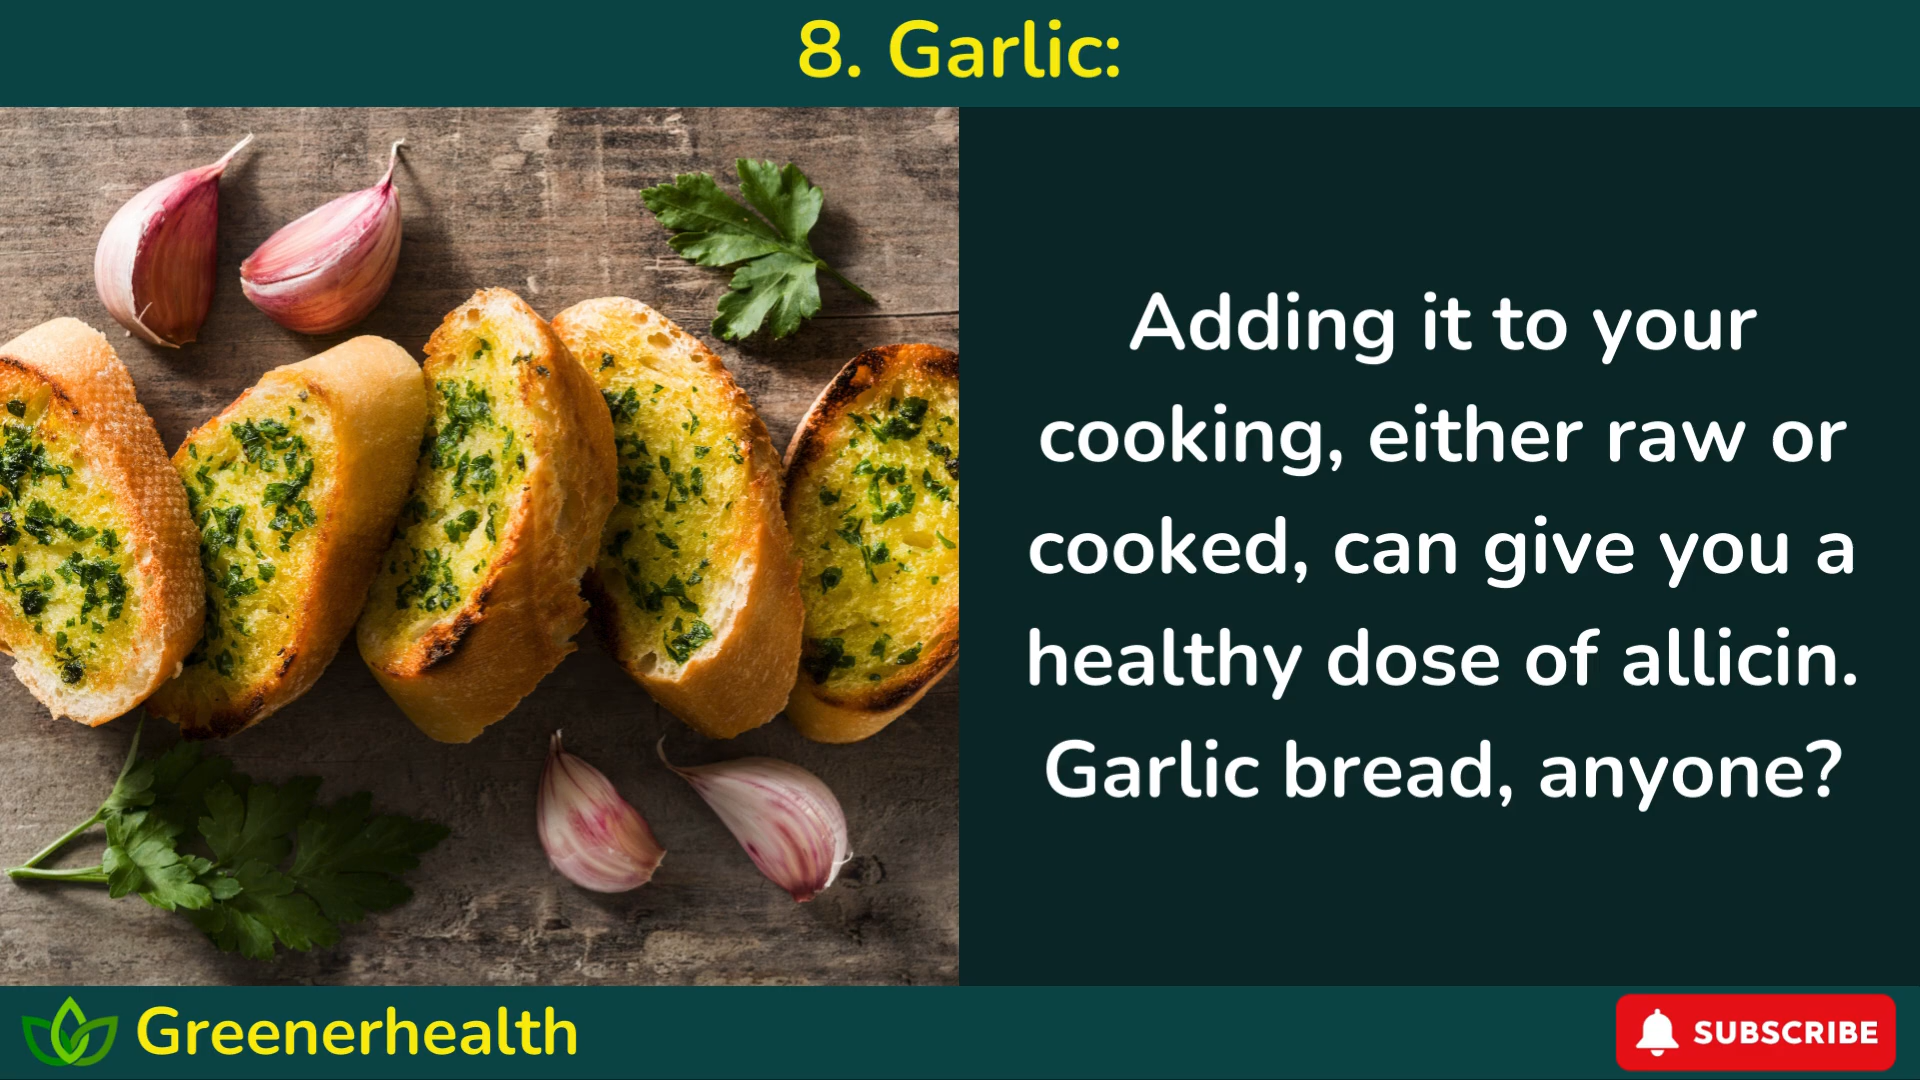 8. Garlic:
Adding it to your
cooking, either raw or
cooked, can give you a
healthy dose of allicin.
Garlic bread, anyone?
Greenerhealth
SUBSCRIBE